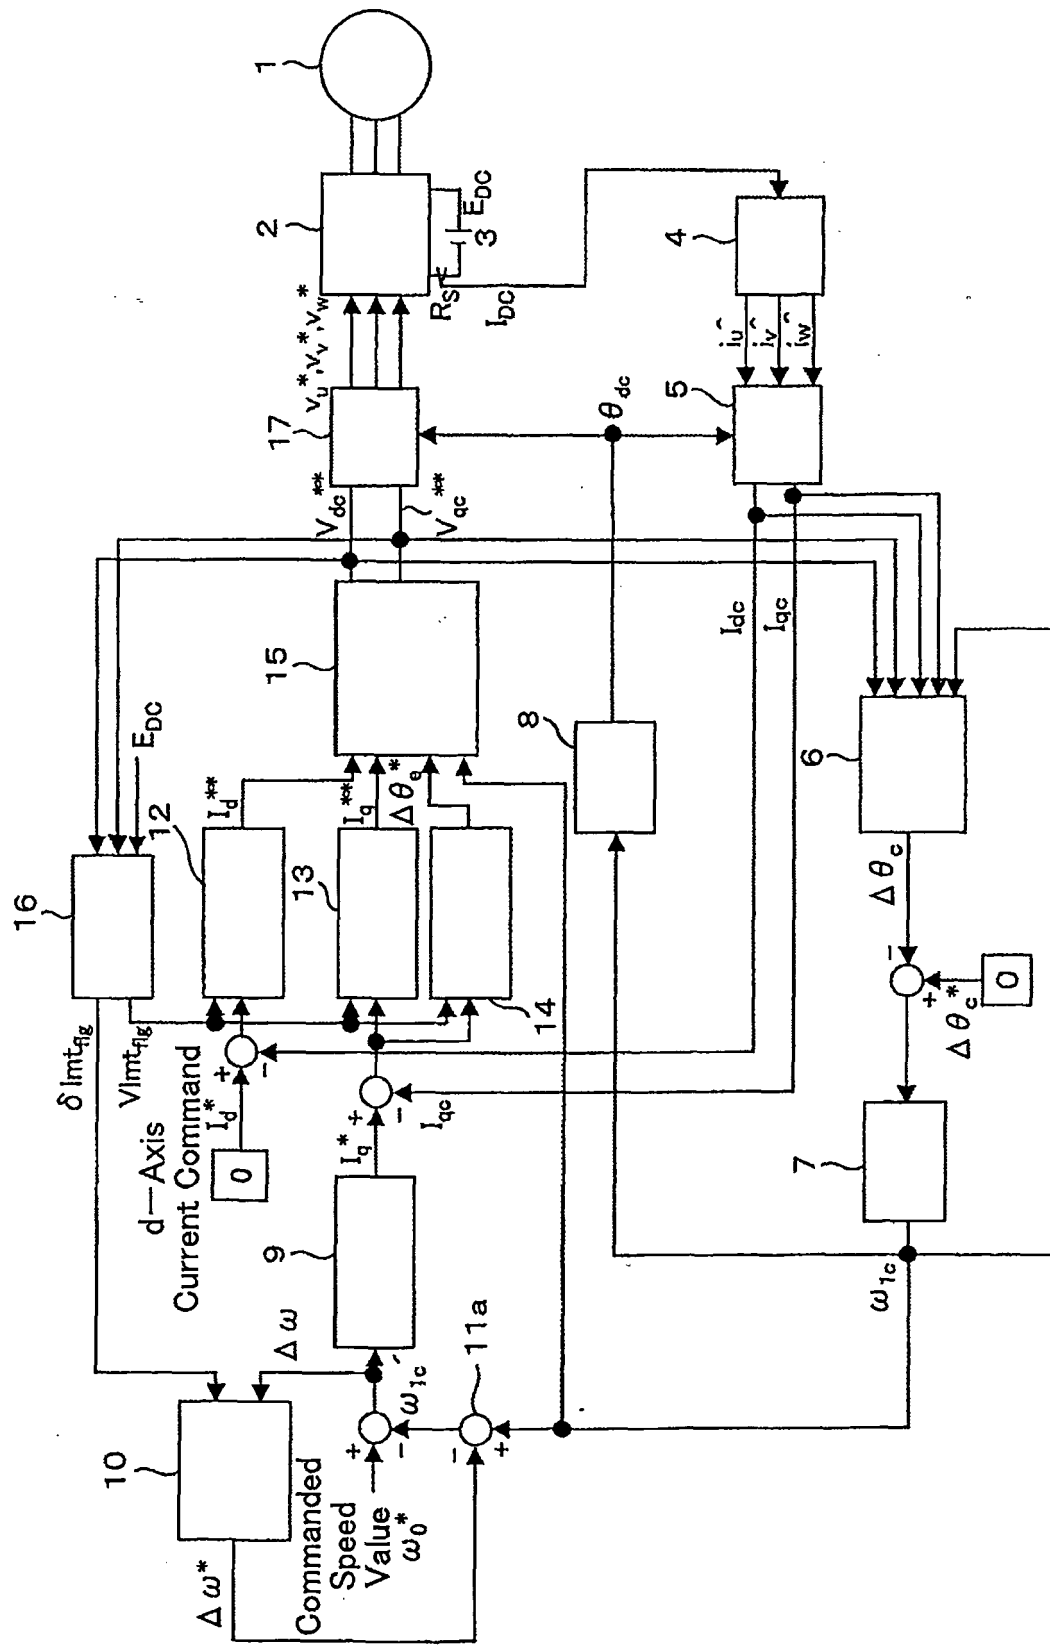 1
2
3
E_DC
R_S
I_DC
4
i_u^
i_v^
i_w^
5
v_u*,v_v*,v_w*
17
θ_dc
V_dc**
V_qc**
I_dc
I_qc
15
8
6
E_DC
16
12
I_d**
13
I_q**
Δθ_e*
14
Δθ_c
-
+
Δθ_c*
0
7
ω_1c
δlmt_flg
Vlmt_flg
d—Axis
Current Command
I_d*
0
+
-
I_q*
+
-
I_qc
9
Δω
10
Δω*
Commanded
Speed
Value
ω_0*
+
-
ω_1c´
11a
-
+